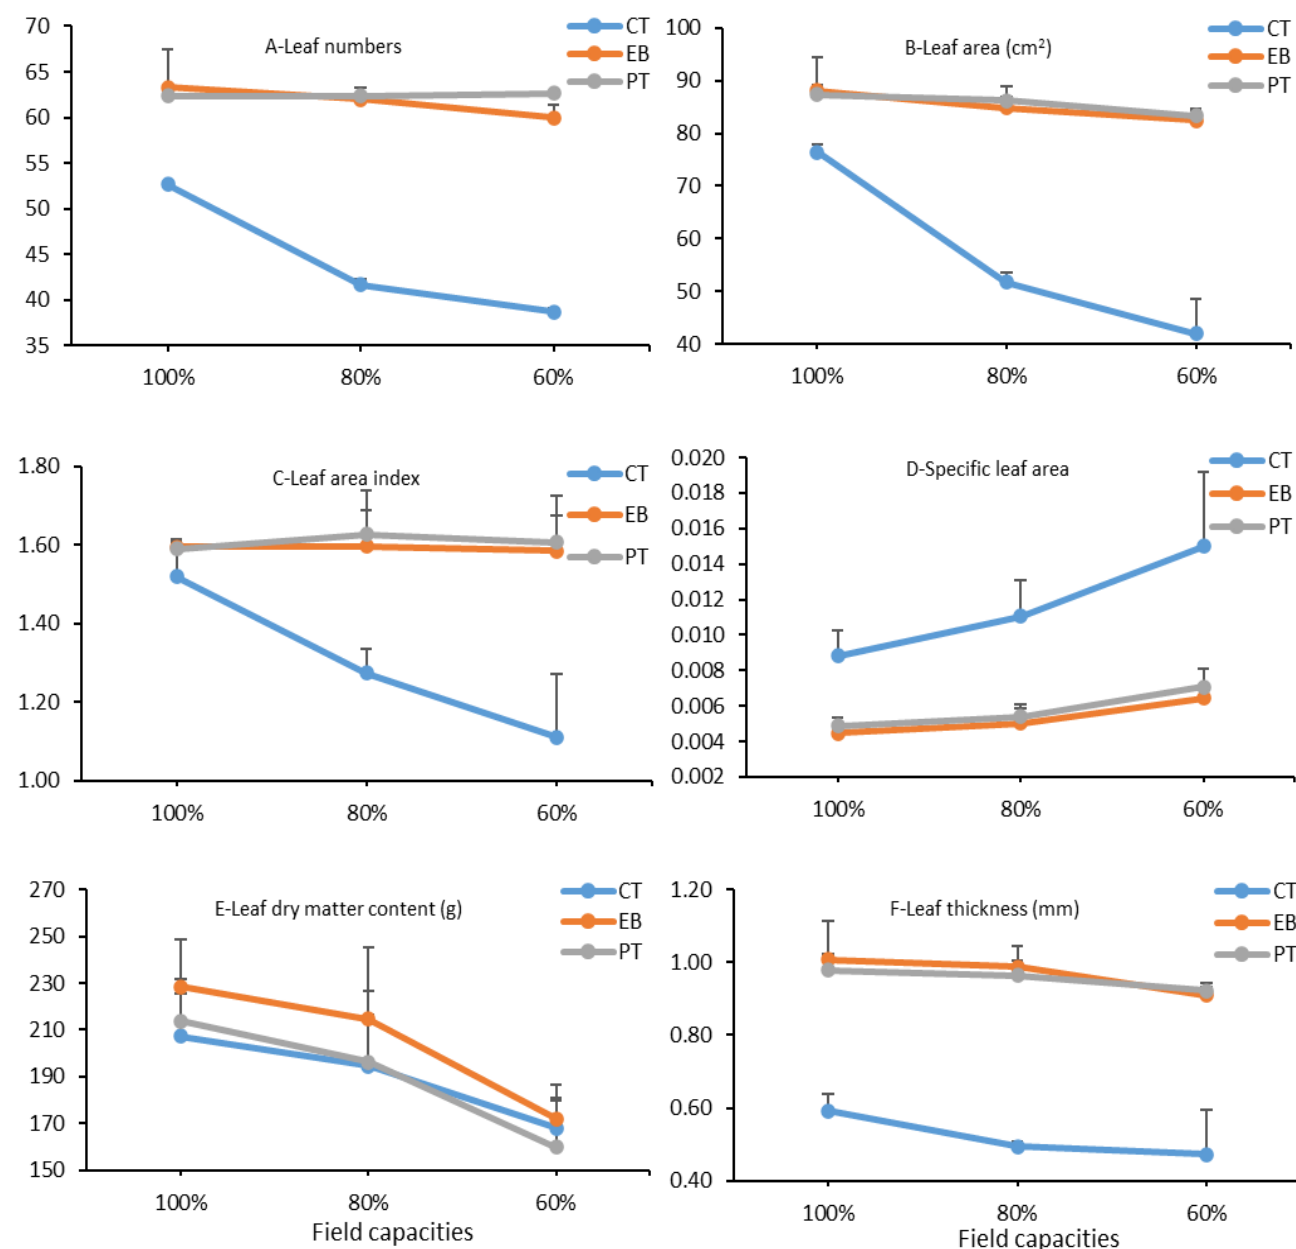 A-Leaf numbers
CT
EB
PT
70
65
60
55
50
45
40
35
100% 80% 60%
B-Leaf area (cm²)
CT
EB
PT
100
90
80
70
60
50
40
100% 80% 60%
C-Leaf area index
CT
EB
PT
1.80
1.60
1.40
1.20
1.00
100% 80% 60%
D-Specific leaf area
CT
EB
PT
0.020
0.018
0.016
0.014
0.012
0.010
0.008
0.006
0.004
0.002
100% 80% 60%
E-Leaf dry matter content (g)
CT
EB
PT
270
250
230
210
190
170
150
100% 80% 60%
Field capacities
F-Leaf thickness (mm)
CT
EB
PT
1.20
1.00
0.80
0.60
0.40
100% 80% 60%
Field capacities